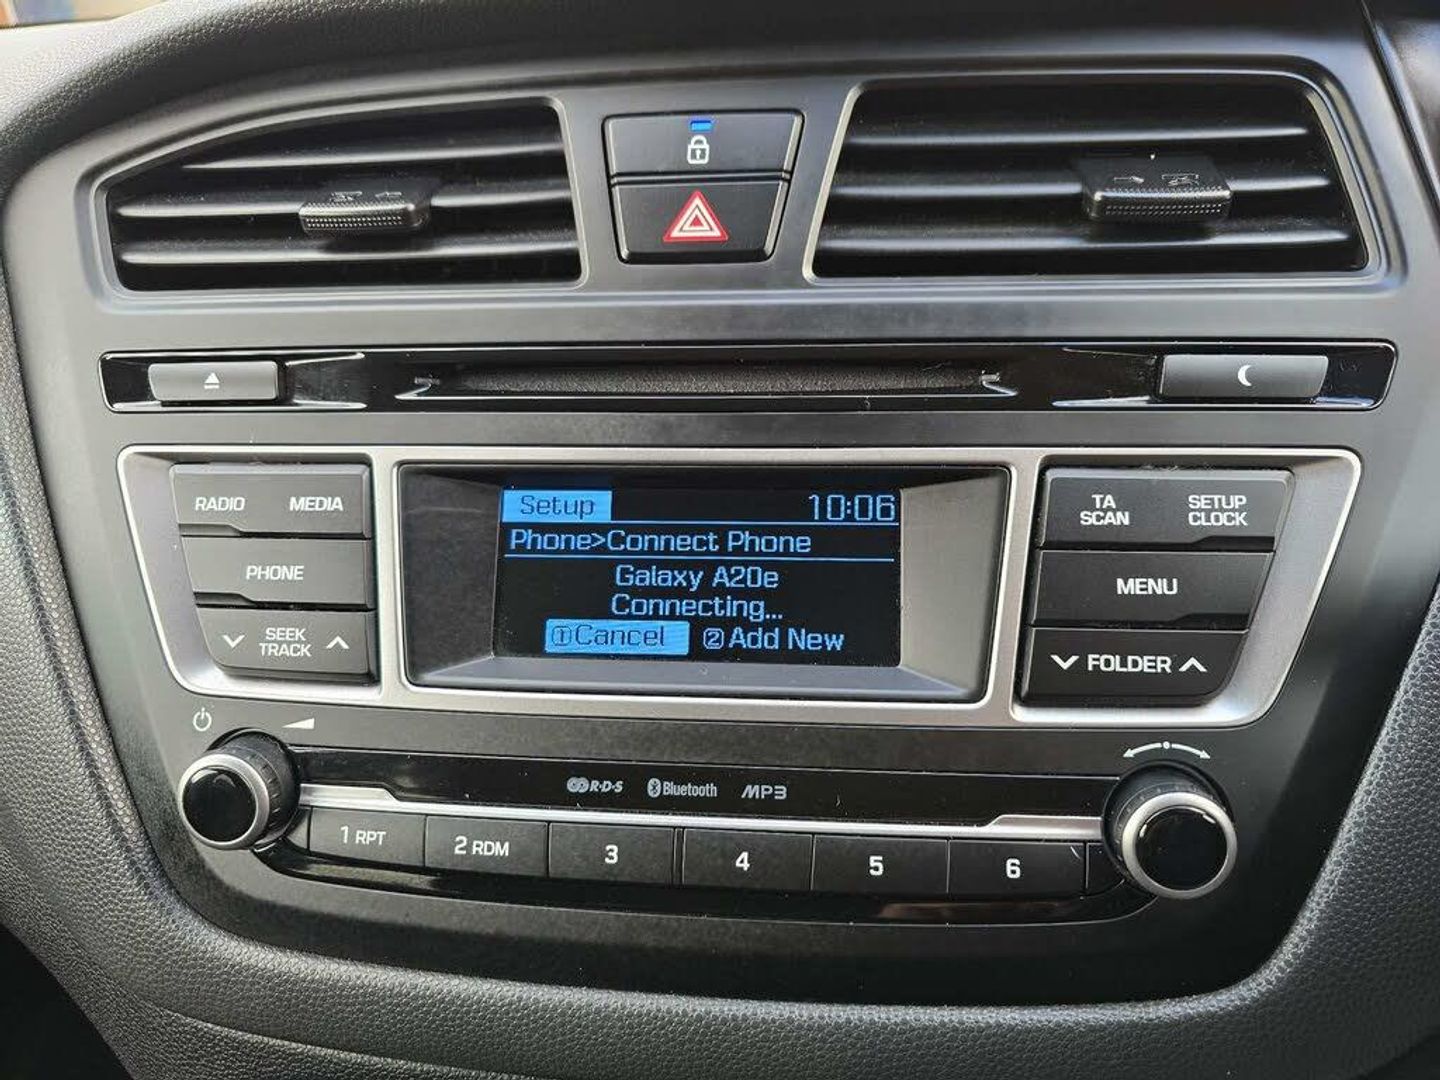 RADIO MEDIA
PHONE
SEEK
TRACK
Setup 10:06
Phone>Connect Phone
Galaxy A20e
Connecting...
①Cancel ②Add New
TA
SCAN
SETUP
CLOCK
MENU
FOLDER
R·D·S Bluetooth MP3
1 RPT 2 RDM 3 4 5 6